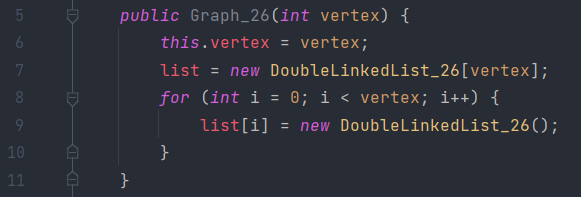 5 public Graph_26(int vertex) {
6 this.vertex = vertex;
7 list = new DoubleLinkedList_26[vertex];
8 for (int i = 0; i < vertex; i++) {
9 list[i] = new DoubleLinkedList_26();
10 }
11 }